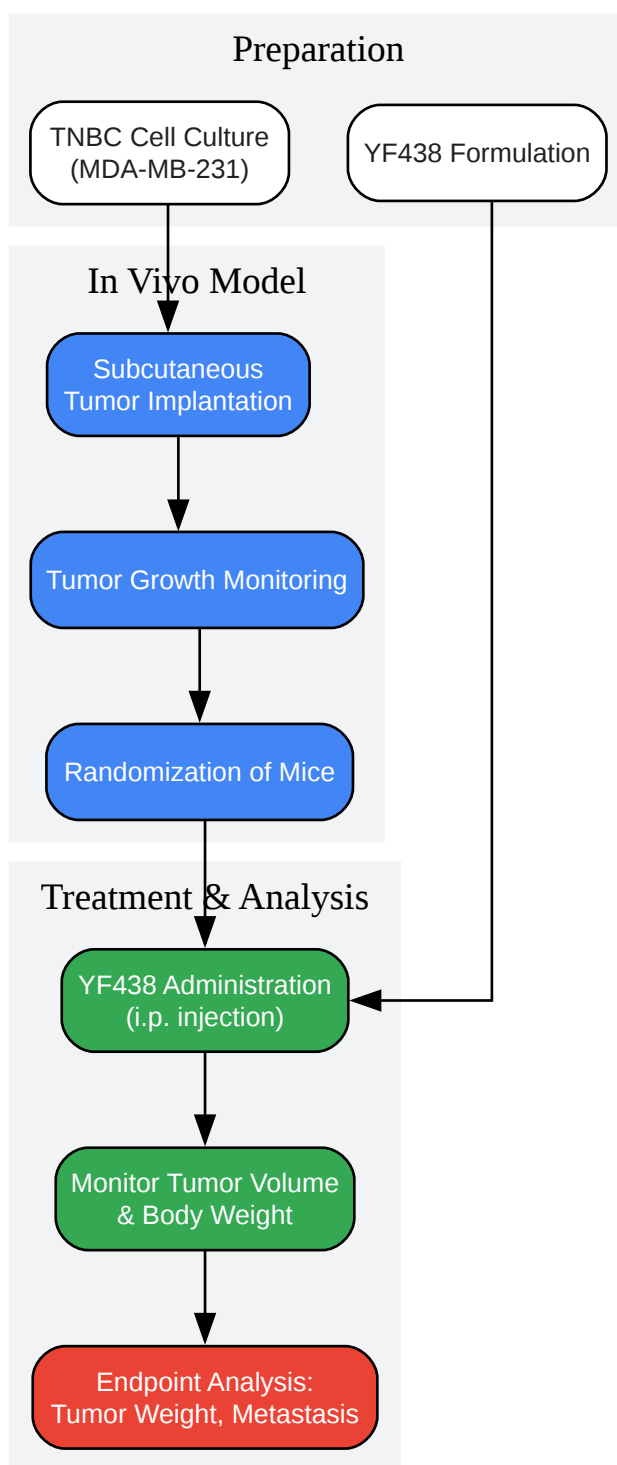 Preparation
TNBC Cell Culture
(MDA-MB-231)
YF438 Formulation
In Vivo Model
Subcutaneous
Tumor Implantation
Tumor Growth Monitoring
Randomization of Mice
Treatment & Analysis
YF438 Administration
(i.p. injection)
Monitor Tumor Volume
& Body Weight
Endpoint Analysis:
Tumor Weight, Metastasis